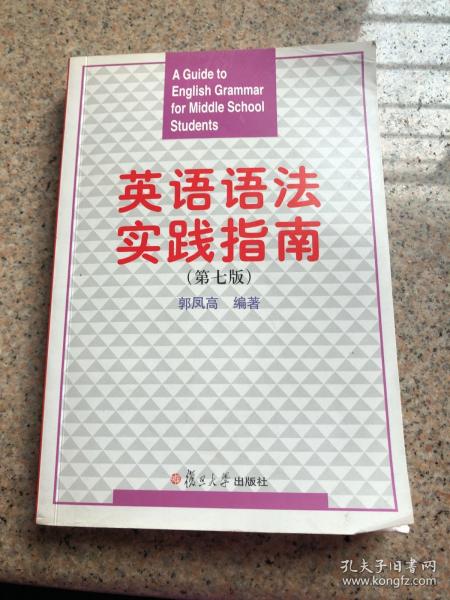 A Guide to
English Grammar
for Middle School
Students
英语语法
实践指南
（第七版）
郭凤高 编著
復旦大學出版社
孔夫子旧书网
www.kongfz.com